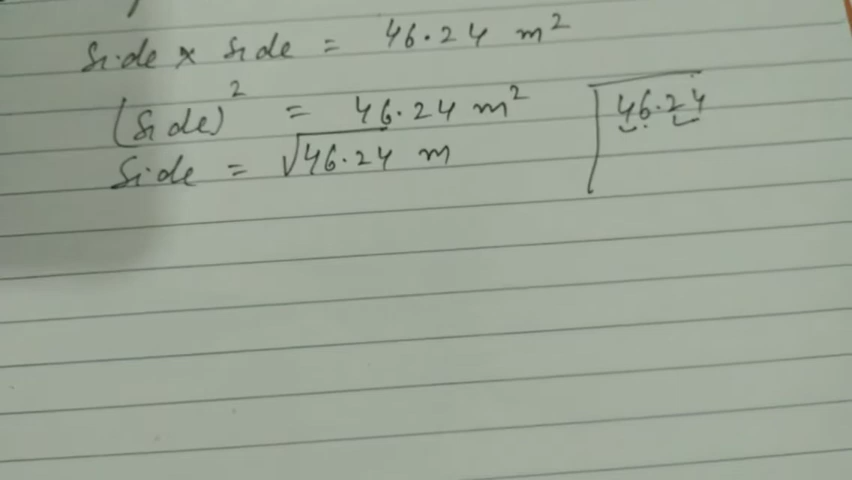 Side × side = 46.24 m²
(Side)² = 46.24 m²
Side = √46.24 m
46.24